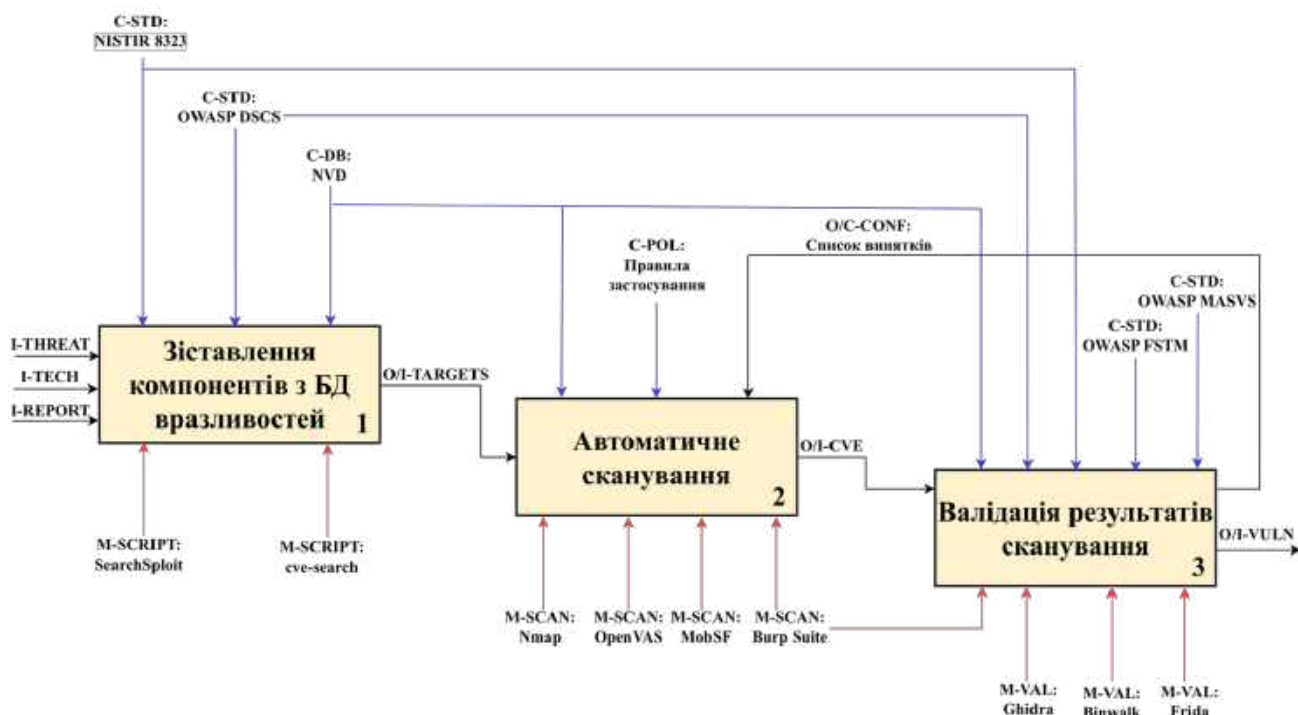 C-STD:
NISTIR 8323
C-STD:
OWASP DSCS
C-DB:
NVD
C-POL:
Правила
застосування
O/C-CONF:
Список винятків
C-STD:
OWASP MASVS
C-STD:
OWASP FSTM
I-THREAT
I-TECH
I-REPORT
Зіставлення
компонентів з БД
вразливостей
1
O/I-TARGETS
Автоматичне
сканування
2
O/I-CVE
Валідація результатів
сканування
3
O/I-VULN
M-SCRIPT:
SearchSploit
M-SCRIPT:
cve-search
M-SCAN:
Nmap
M-SCAN:
OpenVAS
M-SCAN:
MobSF
M-SCAN:
Burp Suite
M-VAL:
Ghidra
M-VAL:
Binwalk
M-VAL:
Frida